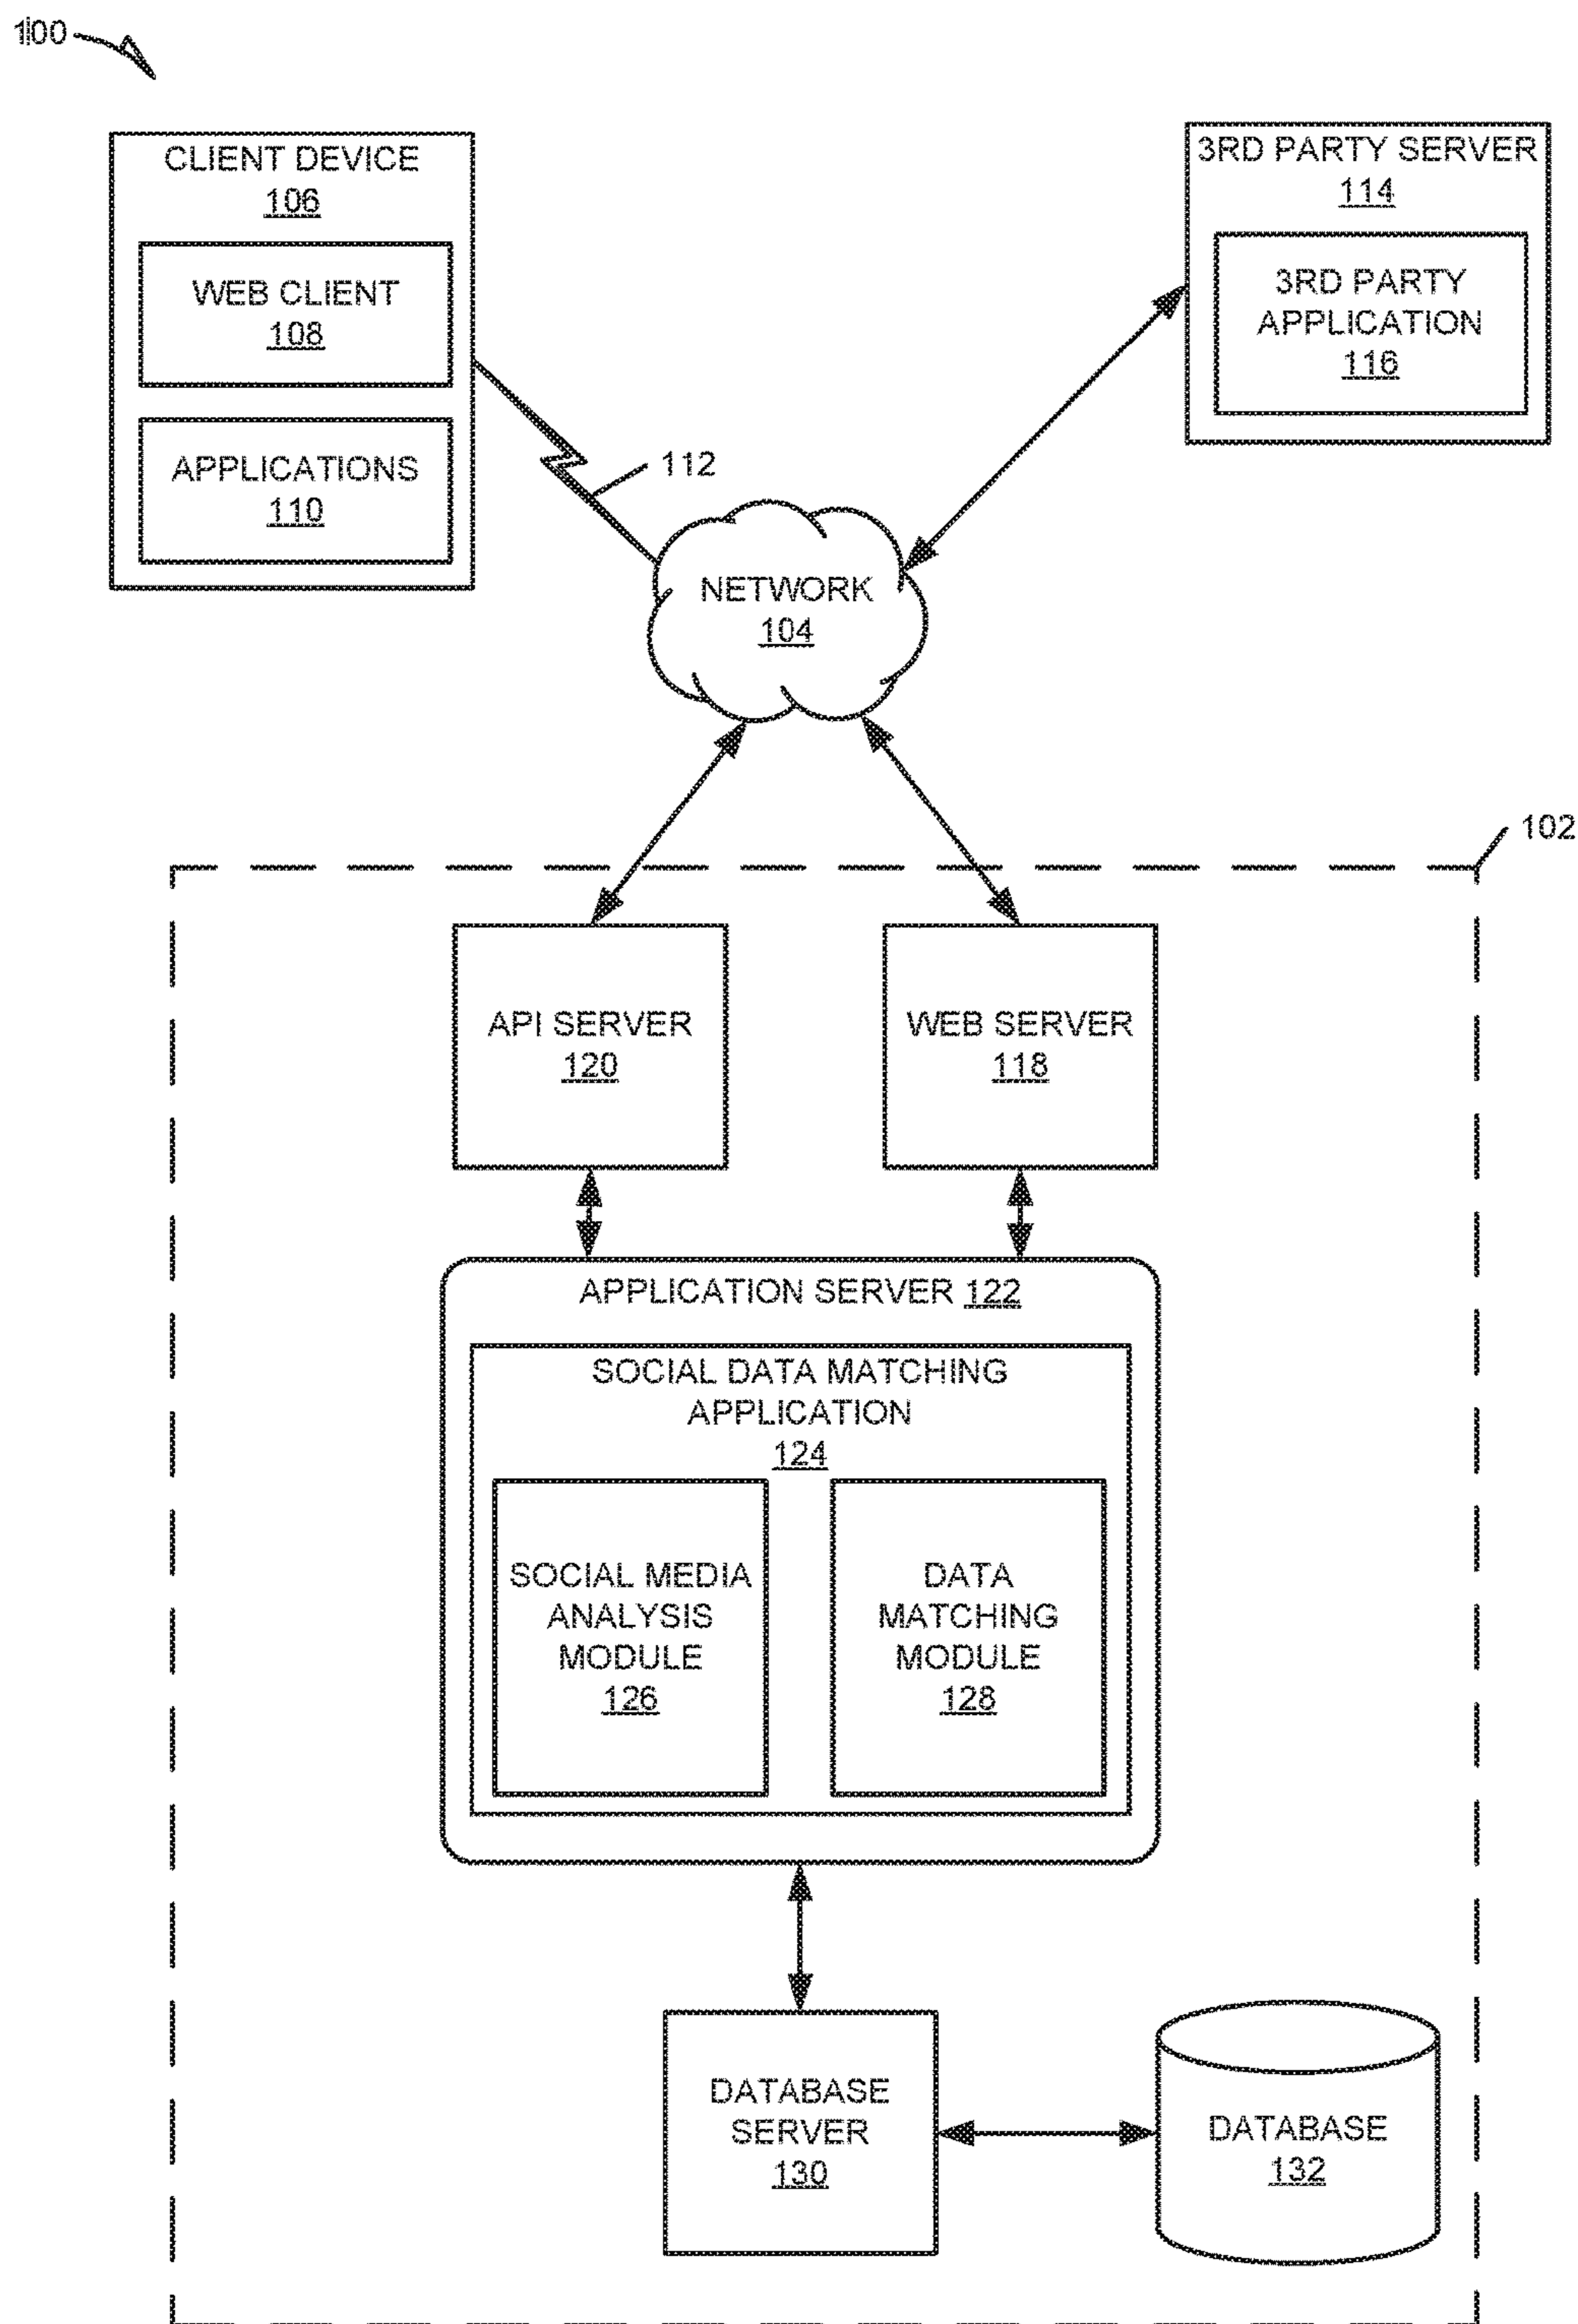 100
CLIENT DEVICE
106
WEB CLIENT
108
APPLICATIONS
110
3RD PARTY SERVER
114
3RD PARTY
APPLICATION
116
112
NETWORK
104
102
API SERVER
120
WEB SERVER
118
APPLICATION SERVER 122
SOCIAL DATA MATCHING
APPLICATION
124
SOCIAL MEDIA
ANALYSIS
MODULE
126
DATA
MATCHING
MODULE
128
DATABASE
SERVER
130
DATABASE
132